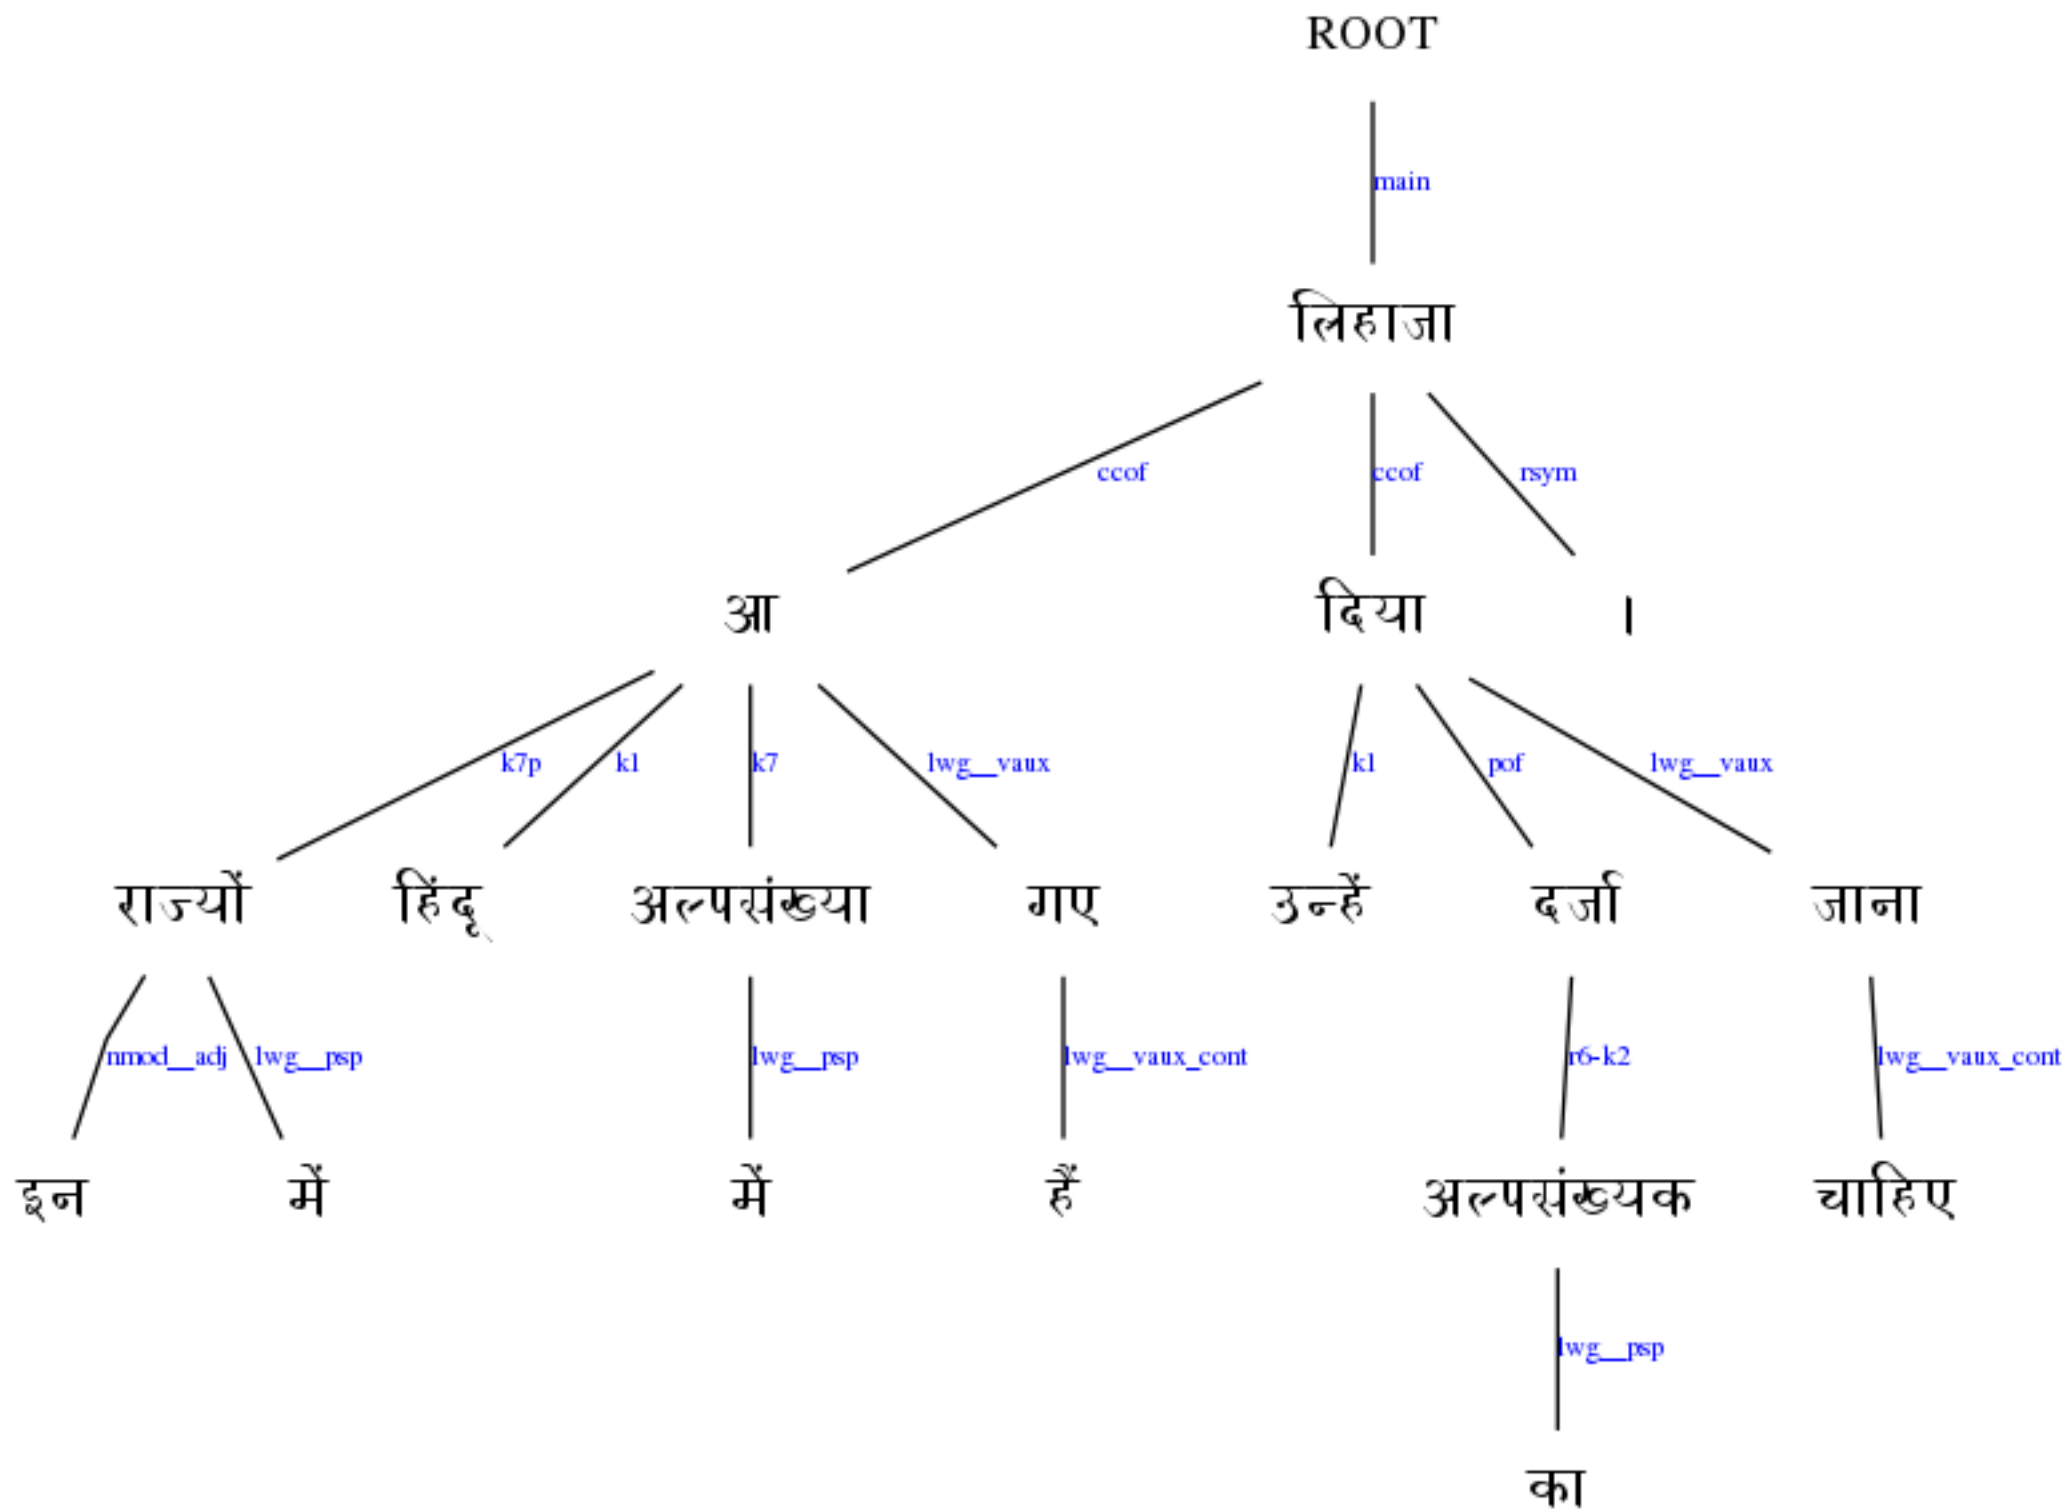 ROOT
main
लिहाजा
ccof ccof rsym
आ दिया ।
k7p k1 k7 lwg__vaux k1 pof lwg__vaux
राज्यों हिंदू अल्पसंख्या गए उन्हें दर्जा जाना
nmod__adj lwg__psp lwg__psp lwg__vaux_cont r6-k2 lwg__vaux_cont
इन में में हैं अल्पसंख्यक चाहिए
lwg__psp
का